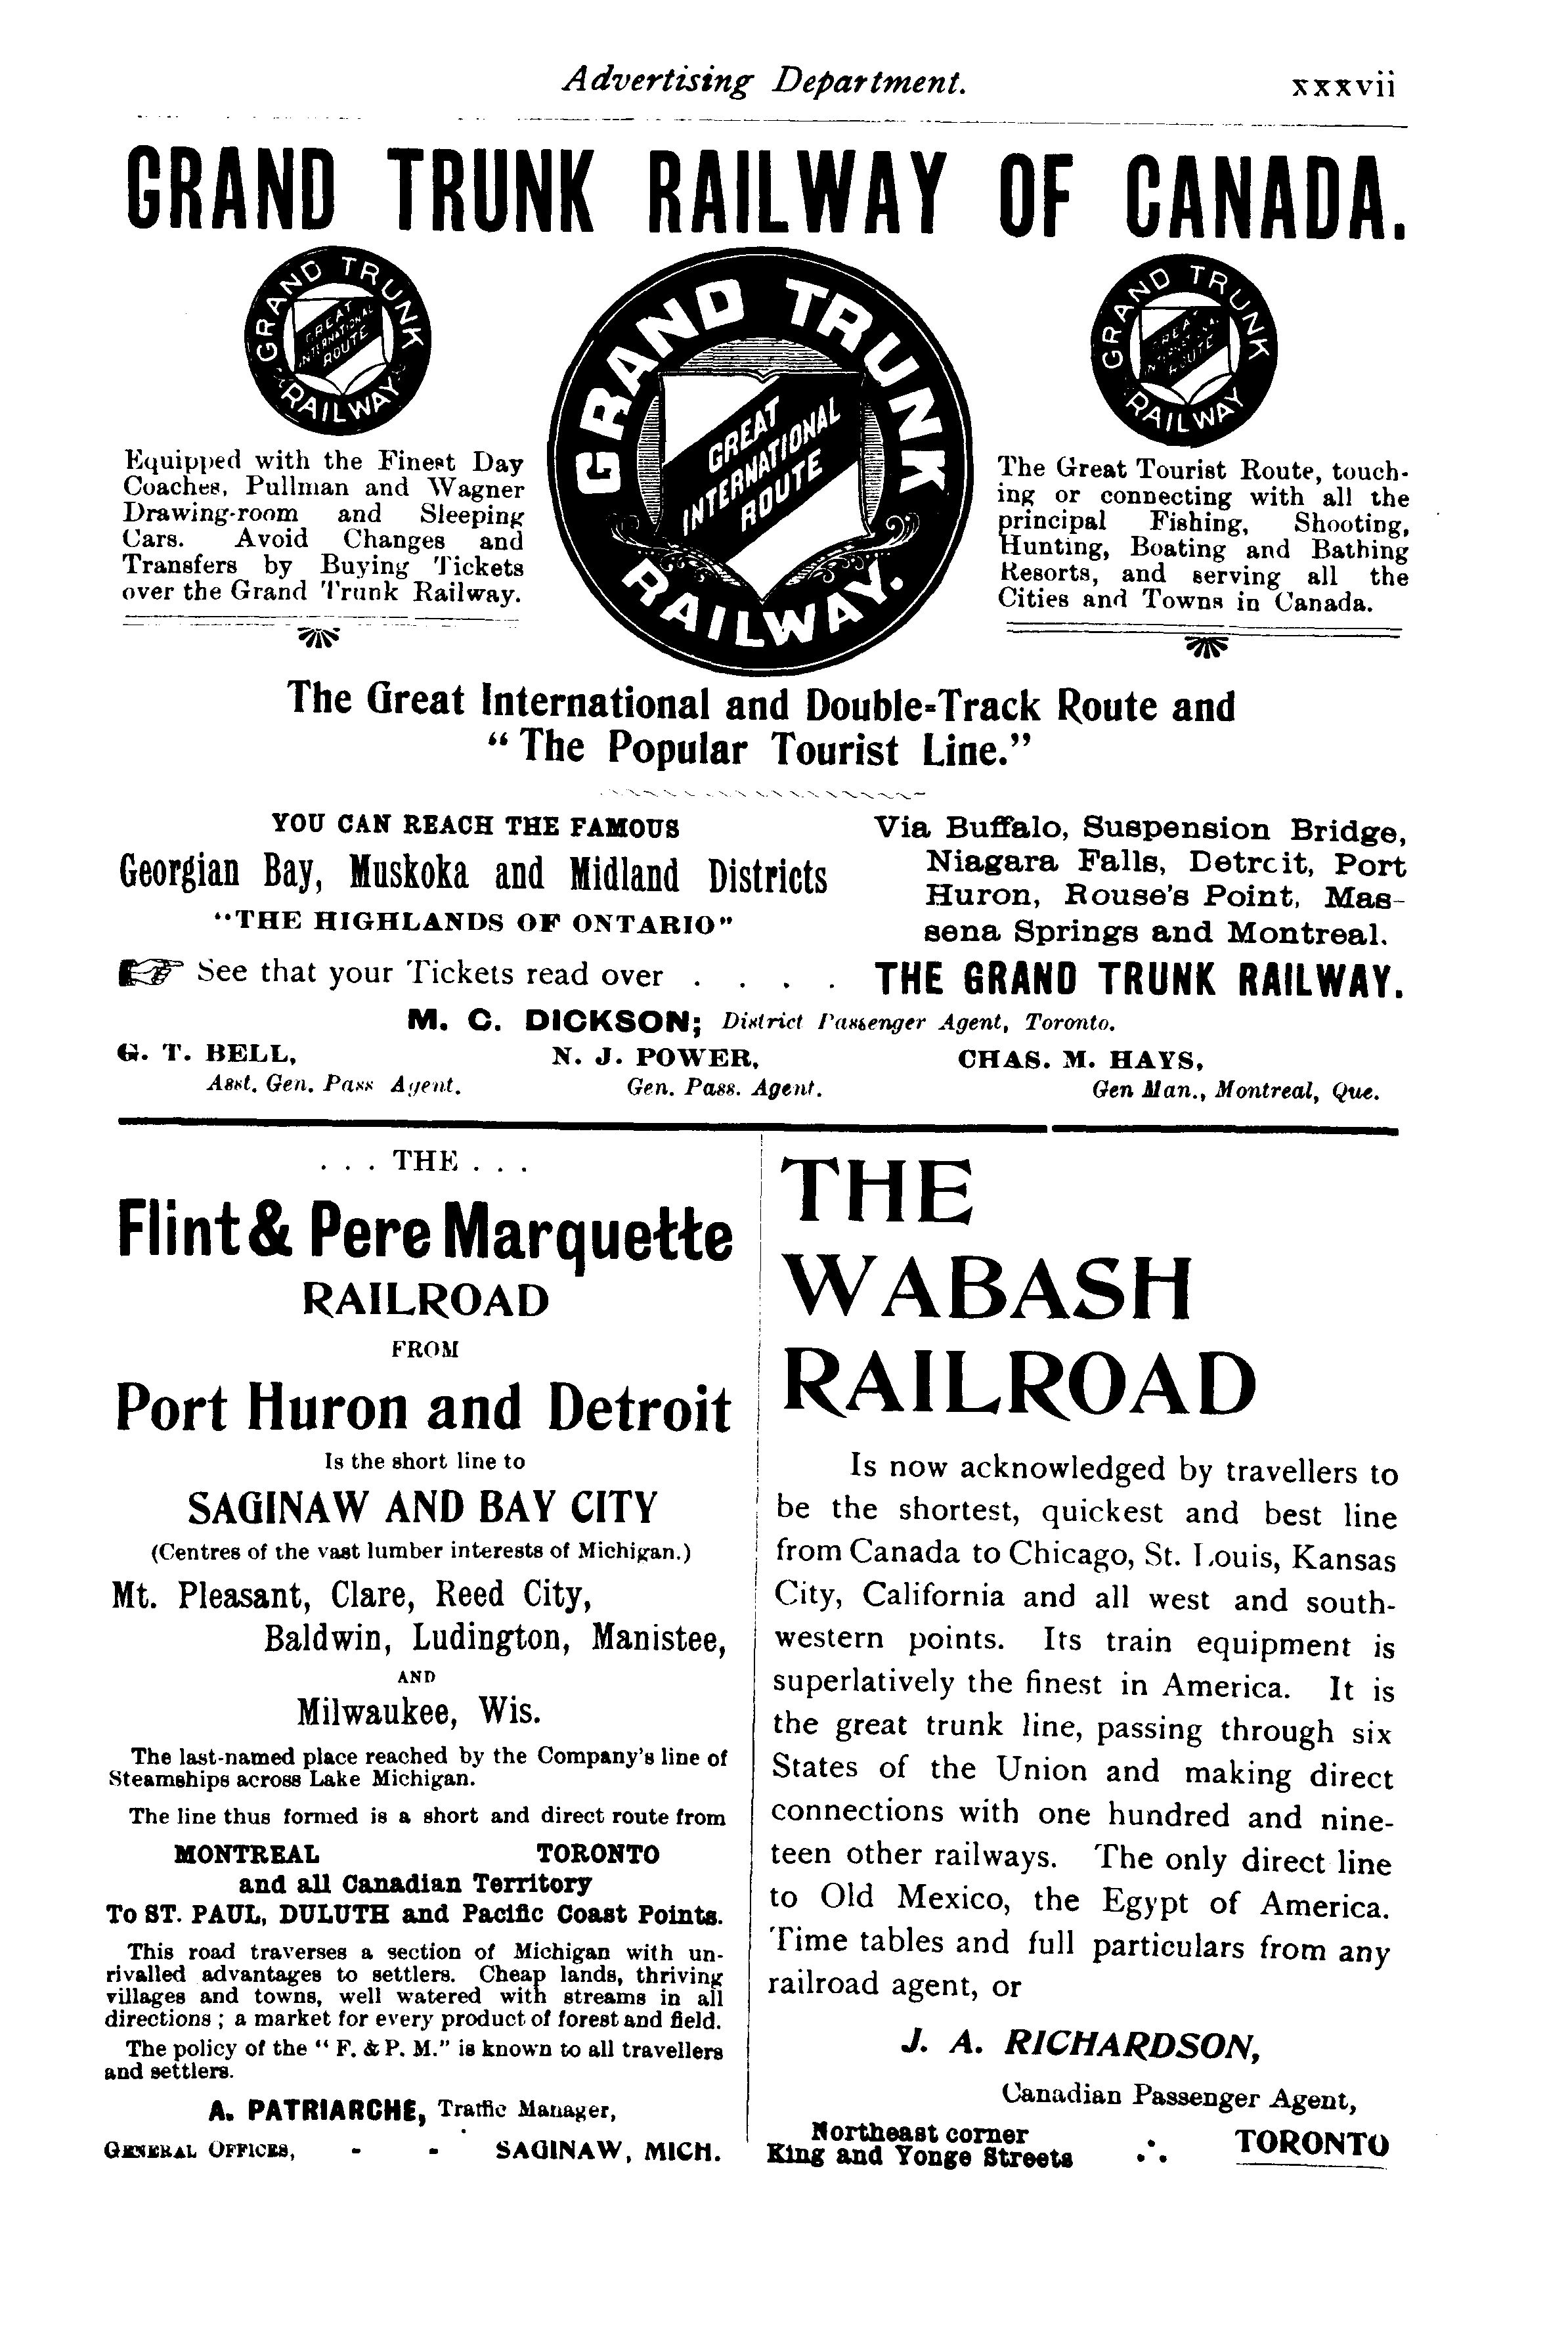 Advertising Department. xxxvii
GRAND TRUNK RAILWAY OF CANADA.
GRAND TRUNK RAILWAY
GREAT
INTERNATIONAL
ROUTE
GRAND TRUNK RAILWAY.
GREAT
INTERNATIONAL
ROUTE
GRAND TRUNK RAILWAY
GREAT
ROUTE
Equipped with the Finest Day
Coaches, Pullman and Wagner
Drawing-room and Sleeping
Cars. Avoid Changes and
Transfers by Buying Tickets
over the Grand Trunk Railway.
The Great Tourist Route, touch-
ing or connecting with all the
principal Fishing, Shooting,
Hunting, Boating and Bathing
Resorts, and serving all the
Cities and Towns in Canada.
The Great International and Double-Track Route and
"The Popular Tourist Line."
YOU CAN REACH THE FAMOUS
Georgian Bay, Muskoka and Midland Districts
"THE HIGHLANDS OF ONTARIO"
Via Buffalo, Suspension Bridge,
Niagara Falls, Detroit, Port
Huron, Rouse's Point, Mas-
sena Springs and Montreal.
☞ See that your Tickets read over . . . . THE GRAND TRUNK RAILWAY.
M. C. DICKSON; District Passenger Agent, Toronto.
G. T. BELL,
Asst. Gen. Pass Agent.
N. J. POWER,
Gen. Pass. Agent.
CHAS. M. HAYS,
Gen Man., Montreal, Que.
. . . THE . . .
Flint & Pere Marquette
RAILROAD
FROM
Port Huron and Detroit
Is the short line to
SAGINAW AND BAY CITY
(Centres of the vast lumber interests of Michigan.)
Mt. Pleasant, Clare, Reed City,
Baldwin, Ludington, Manistee,
AND
Milwaukee, Wis.
The last-named place reached by the Company's line of
Steamships across Lake Michigan.
The line thus formed is a short and direct route from
MONTREAL TORONTO
and all Canadian Territory
To ST. PAUL, DULUTH and Pacific Coast Points.
This road traverses a section of Michigan with un-
rivalled advantages to settlers. Cheap lands, thriving
villages and towns, well watered with streams in all
directions ; a market for every product of forest and field.
The policy of the "F. & P. M." is known to all travellers
and settlers.
A. PATRIARCHE, Traffic Manager,
GENERAL OFFICES, - - SAGINAW, MICH.
THE
WABASH
RAILROAD
Is now acknowledged by travellers to
be the shortest, quickest and best line
from Canada to Chicago, St. Louis, Kansas
City, California and all west and south-
western points. Its train equipment is
superlatively the finest in America. It is
the great trunk line, passing through six
States of the Union and making direct
connections with one hundred and nine-
teen other railways. The only direct line
to Old Mexico, the Egypt of America.
Time tables and full particulars from any
railroad agent, or
J. A. RICHARDSON,
Canadian Passenger Agent,
Northeast corner
King and Yonge Streets ∴ TORONTO